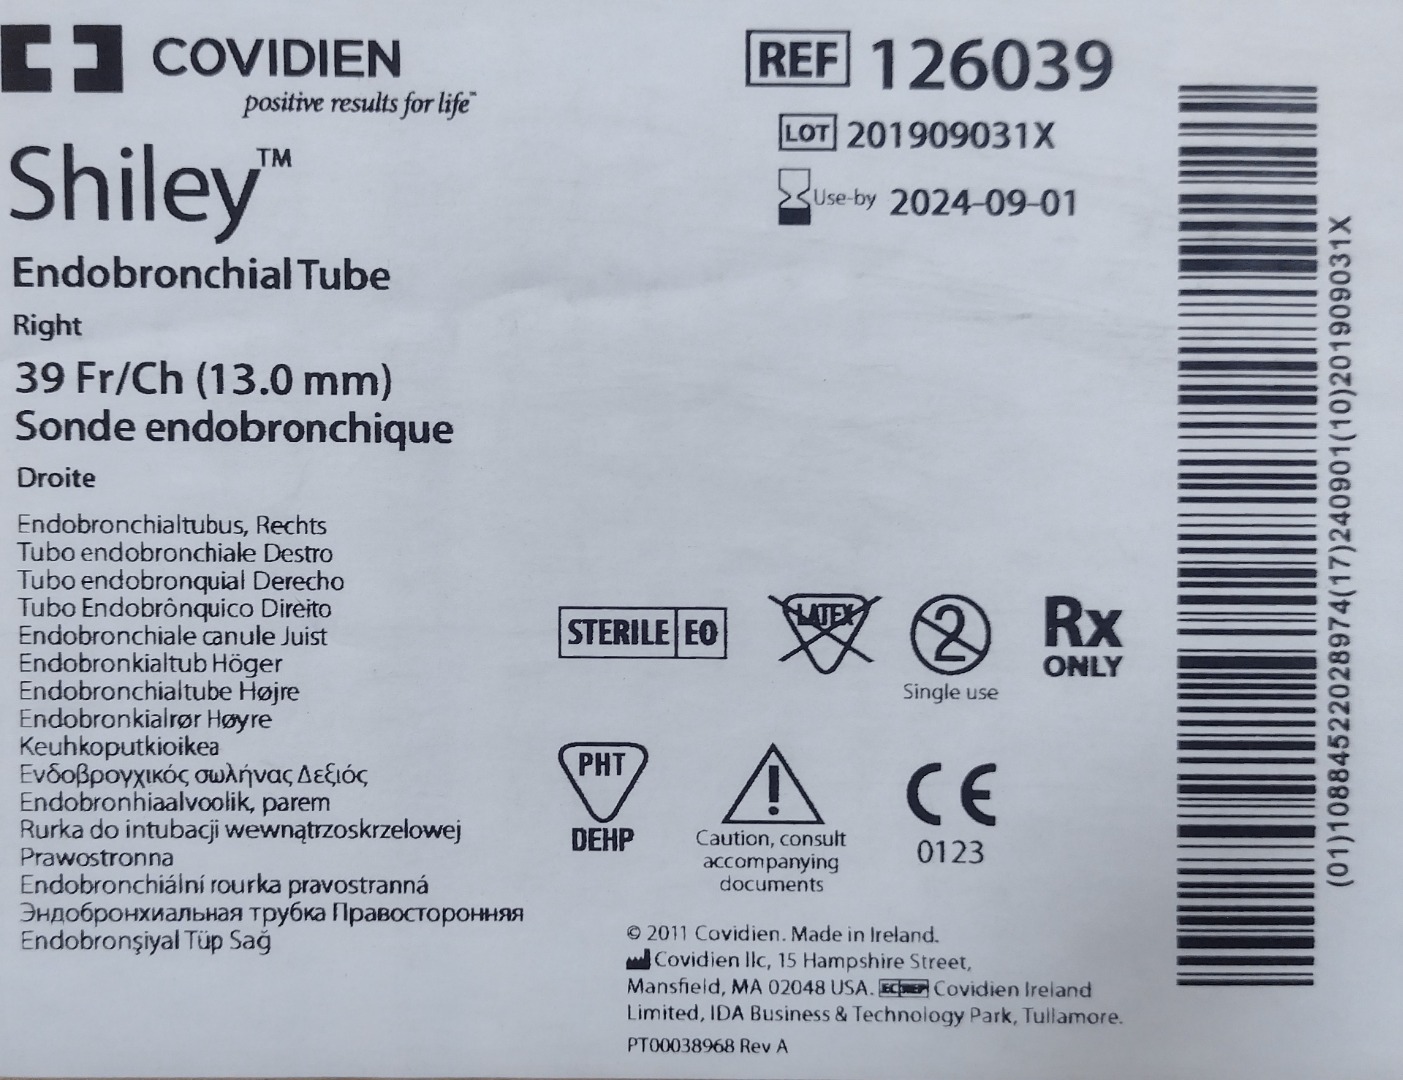 COVIDIEN
positive results for life™
Shiley™
Endobronchial Tube
Right
39 Fr/Ch (13.0 mm)
Sonde endobronchique
Droite
Endobronchialtubus, Rechts
Tubo endobronchiale Destro
Tubo endobronquial Derecho
Tubo Endobrônquico Direito
Endobronchiale canule Juist
Endobronkialtub Höger
Endobronchialtube Højre
Endobronkialrør Høyre
Keuhkoputkioikea
Ενδοβρογχικός σωλήνας Δεξιός
Endobronhiaalvoolik, parem
Rurka do intubacji wewnątrzoskrzelowej
Prawostronna
Endobronchiální rourka pravostranná
Эндобронхиальная трубка Правосторонняя
Endobronşiyal Tüp Sağ
REF 126039
LOT 201909031X
Use-by 2024-09-01
STERILE EO
LATEX
2
Single use
Rx
ONLY
PHT
DEHP
!
Caution, consult
accompanying
documents
CE
0123
© 2011 Covidien. Made in Ireland.
Covidien llc, 15 Hampshire Street,
Mansfield, MA 02048 USA. EC REP Covidien Ireland
Limited, IDA Business & Technology Park, Tullamore.
PT00038968 Rev A
(01)10884522028974(17)240901(10)201909031X